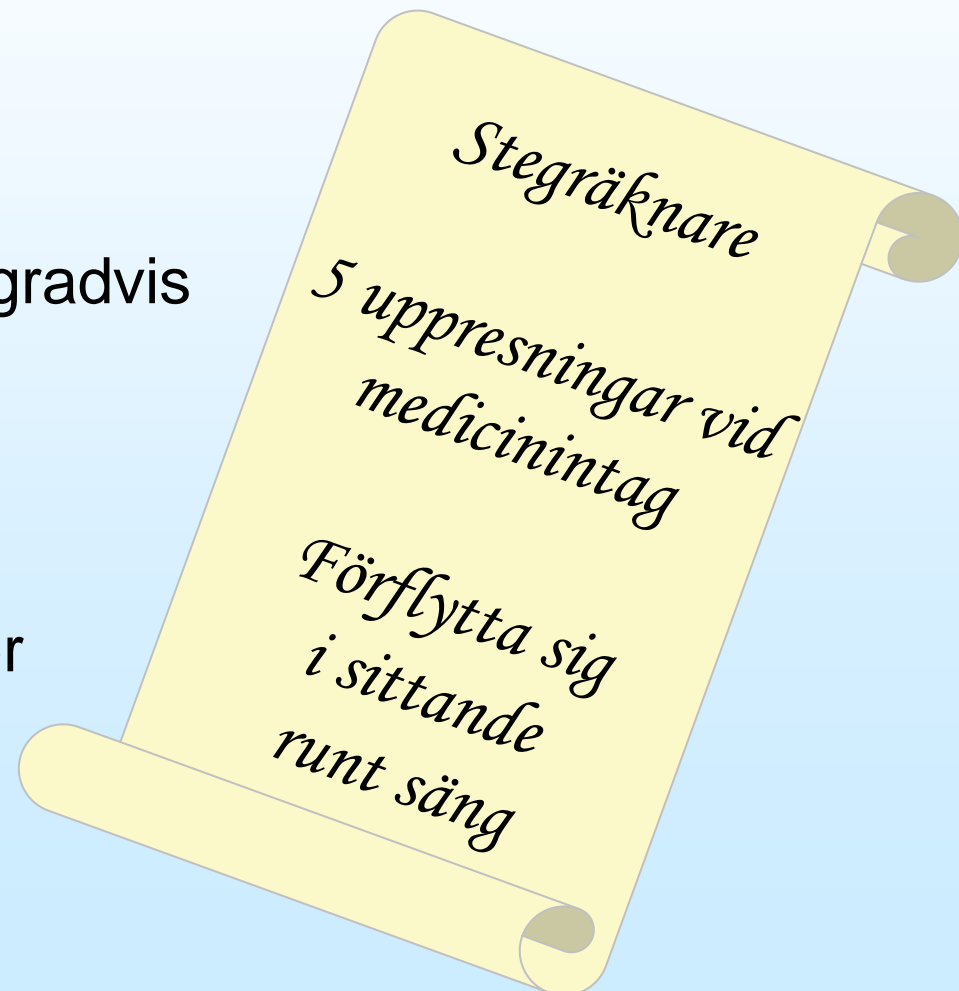 Stegräknare
gradvis
5 uppresningar vid
medicinintag
Förflytta sig
i sittande
runt säng